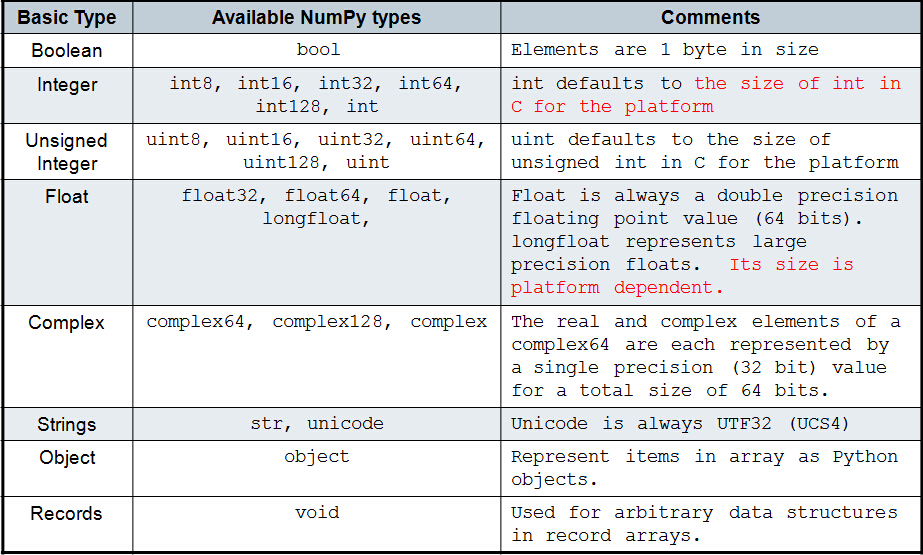 Basic Type Available NumPy types Comments
Boolean bool Elements are 1 byte in size
Integer int8, int16, int32, int64, int defaults to the size of int in
int128, int C for the platform
Unsigned uint8, uint16, uint32, uint64, uint defaults to the size of
Integer uint128, uint unsigned int in C for the platform
Float float32, float64, float, Float is always a double precision
longfloat, floating point value (64 bits).
longfloat represents large
precision floats. Its size is
platform dependent.
Complex complex64, complex128, complex The real and complex elements of a
complex64 are each represented by
a single precision (32 bit) value
for a total size of 64 bits.
Strings str, unicode Unicode is always UTF32 (UCS4)
Object object Represent items in array as Python
objects.
Records void Used for arbitrary data structures
in record arrays.